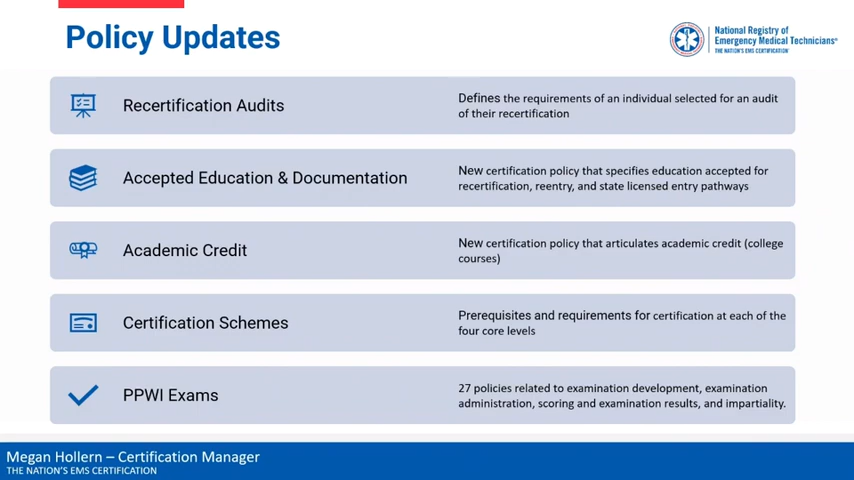 Policy Updates
National Registry of
Emergency Medical Technicians®
THE NATION'S EMS CERTIFICATION
Recertification Audits
Defines the requirements of an individual selected for an audit
of their recertification
Accepted Education & Documentation
New certification policy that specifies education accepted for
recertification, reentry, and state licensed entry pathways
Academic Credit
New certification policy that articulates academic credit (college
courses)
Certification Schemes
Prerequisites and requirements for certification at each of the
four core levels
PPWI Exams
27 policies related to examination development, examination
administration, scoring and examination results, and impartiality.
Megan Hollern – Certification Manager
THE NATION'S EMS CERTIFICATION